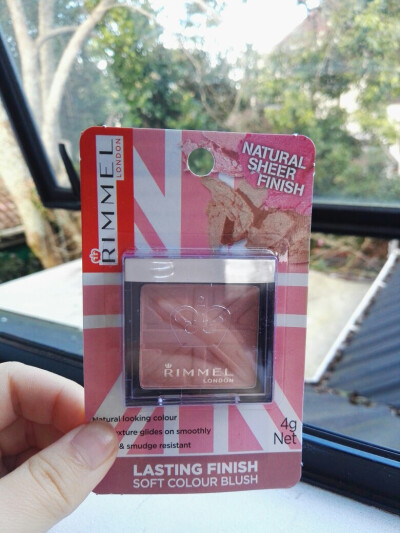 RIMMEL
LONDON
NATURAL
SHEER
FINISH
RIMMEL
LONDON
Natural looking colour
texture glides on smoothly
& smudge resistant
4g
Net
LASTING FINISH
SOFT COLOUR BLUSH